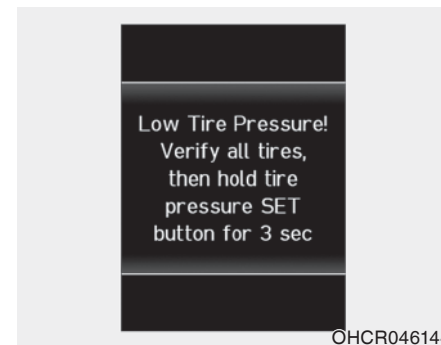 Low Tire Pressure!
Verify all tires,
then hold tire
pressure SET
button for 3 sec
OHCR04614